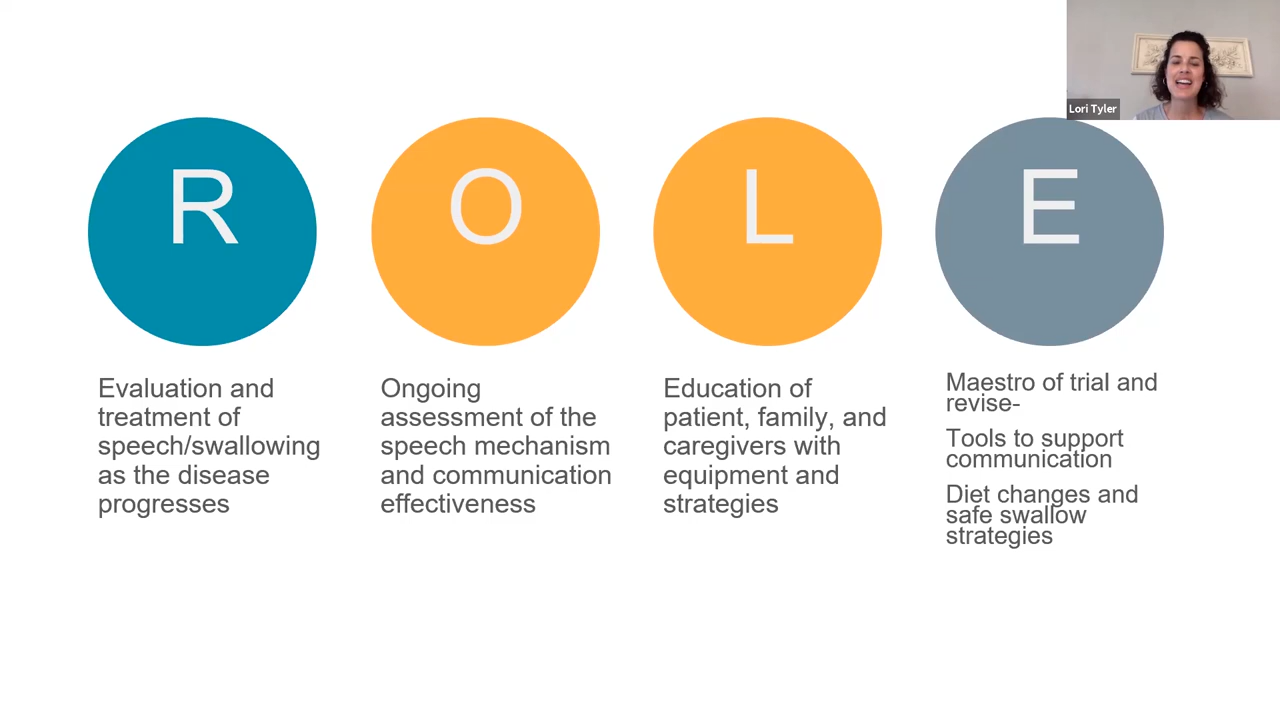 Lori Tyler
R
O
L
E
Evaluation and
treatment of
speech/swallowing
as the disease
progresses
Ongoing
assessment of the
speech mechanism
and communication
effectiveness
Education of
patient, family, and
caregivers with
equipment and
strategies
Maestro of trial and
revise-
Tools to support
communication
Diet changes and
safe swallow
strategies